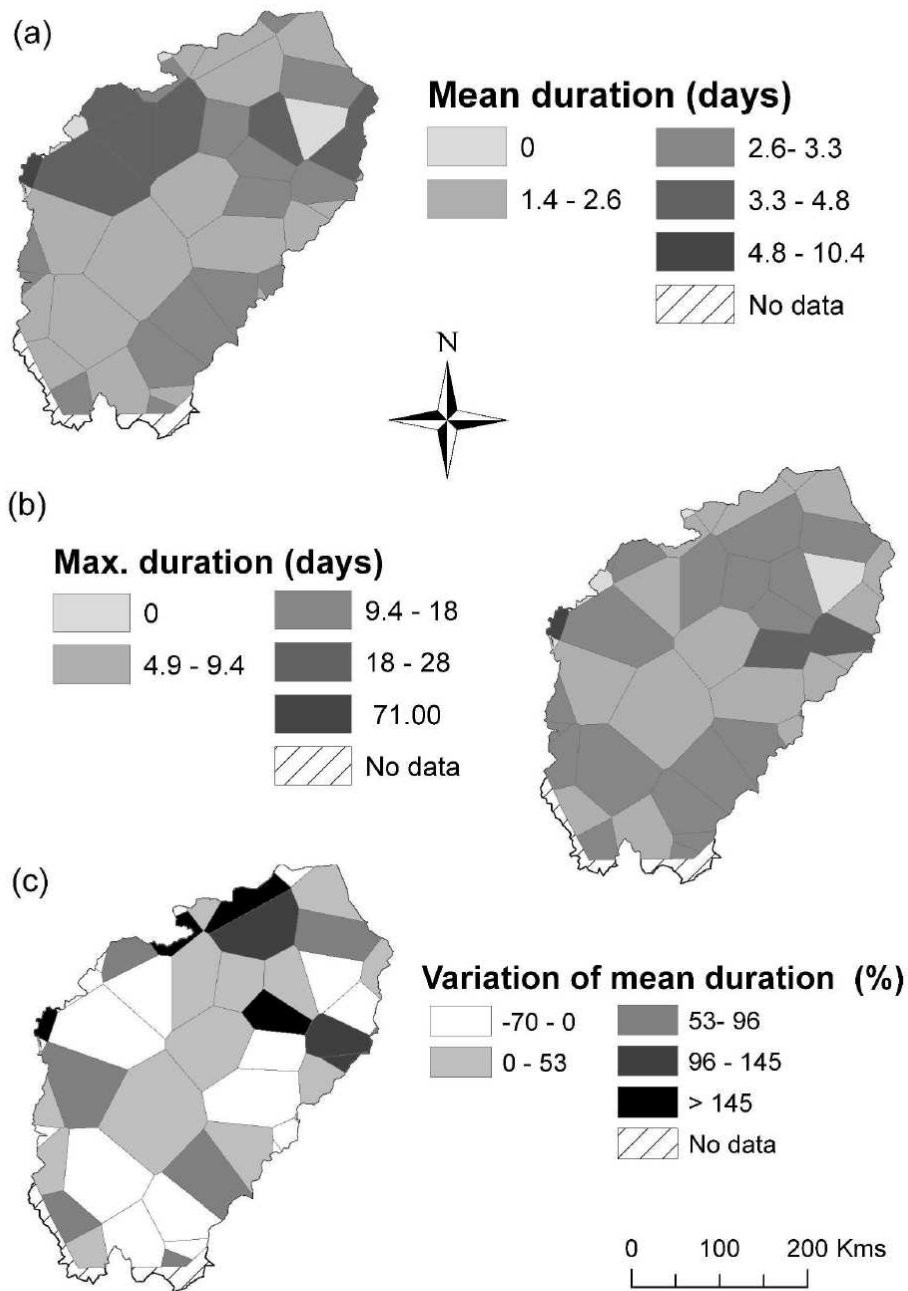 (a)
Mean duration (days)
0
1.4 - 2.6
2.6- 3.3
3.3 - 4.8
4.8 - 10.4
No data
N
(b)
Max. duration (days)
0
4.9 - 9.4
9.4 - 18
18 - 28
71.00
No data
(c)
Variation of mean duration (%)
-70 - 0
0 - 53
53- 96
96 - 145
> 145
No data
0 100 200 Kms